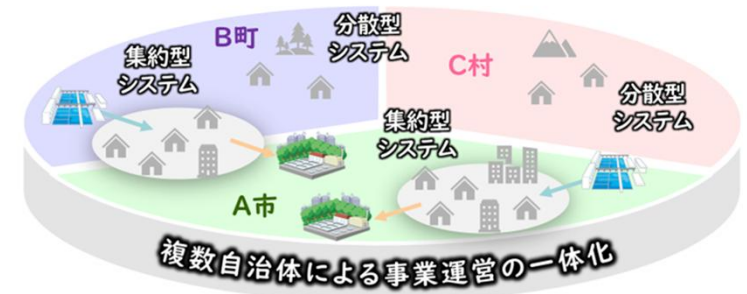 B町
分散型
システム
集約型
システム
C村
分散型
システム
集約型
システム
A市
複数自治体による事業運営の一体化